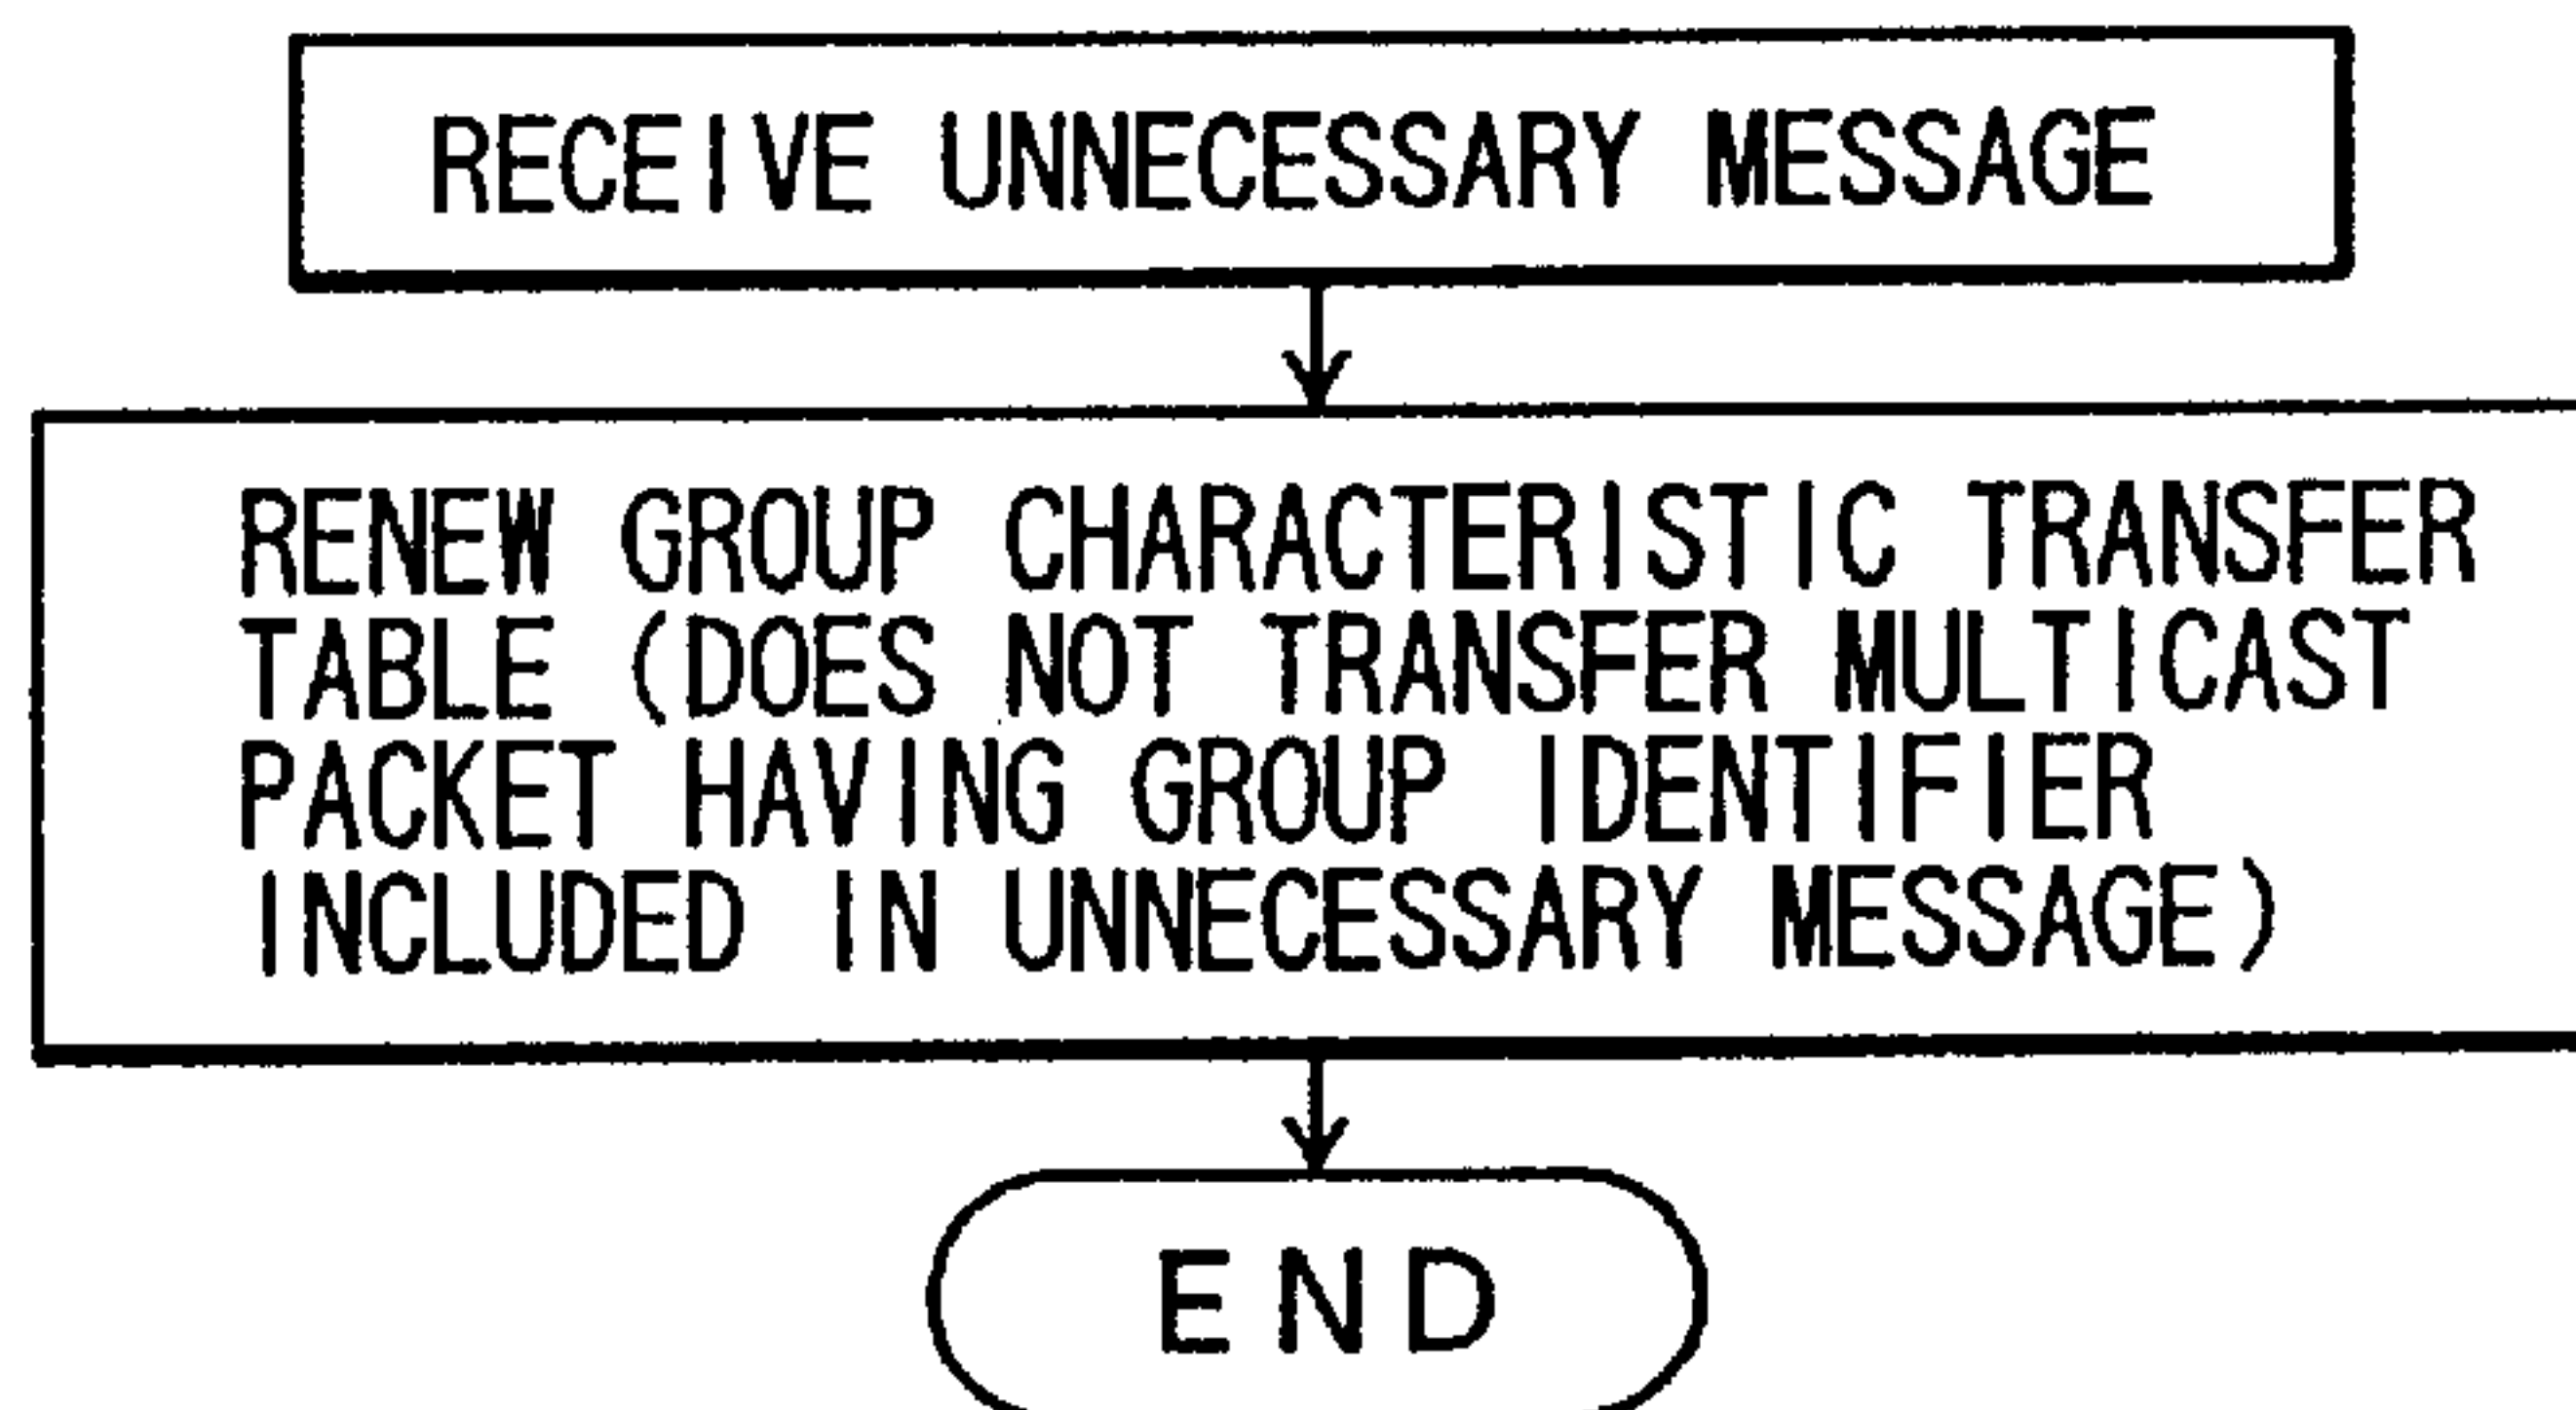 RECEIVE UNNECESSARY MESSAGE
RENEW GROUP CHARACTERISTIC TRANSFER
TABLE (DOES NOT TRANSFER MULTICAST
PACKET HAVING GROUP IDENTIFIER
INCLUDED IN UNNECESSARY MESSAGE)
END